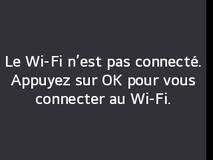 Le Wi-Fi n'est pas connecté.
Appuyez sur OK pour vous
connecter au Wi-Fi.